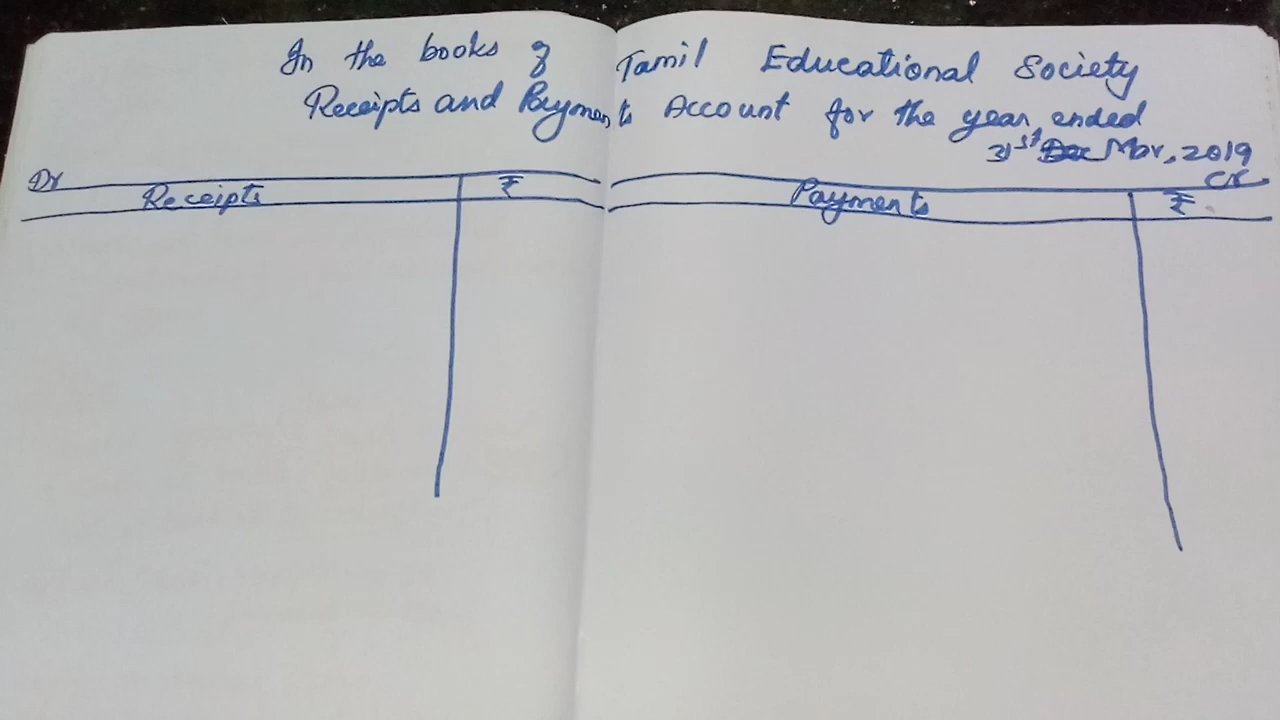 In the books of Tamil Educational Society
Receipts and Payments Account for the year ended
31st Dec Mar, 2019
Dr
Cr
Receipts ₹ Payments ₹